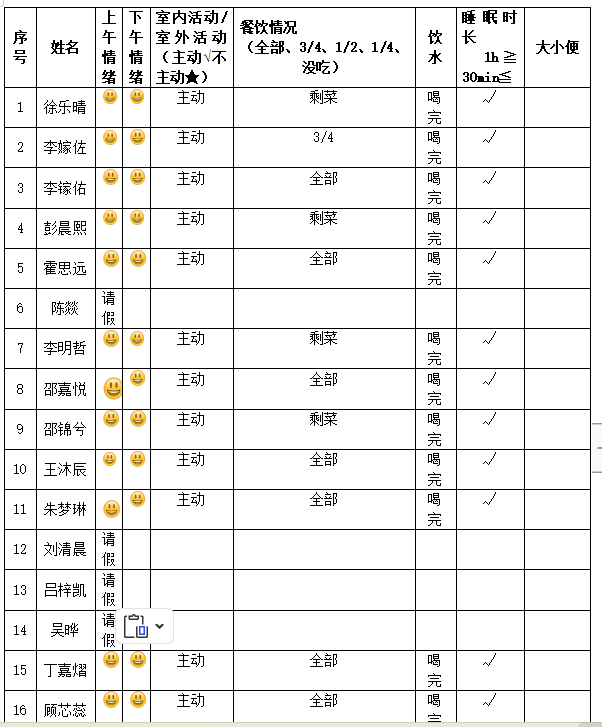 序号 姓名 上午情绪 下午情绪 室内活动/室外活动（主动√不主动★） 餐饮情况（全部、3/4、1/2、1/4、没吃） 饮水 睡眠时长 1h≧ 30min≦ 大小便
1 徐乐晴 😃 😃 主动 剩菜 喝完 √
2 李嫁佐 😃 😃 主动 3/4 喝完 √
3 李镓佑 😃 😃 主动 全部 喝完 √
4 彭晨熙 😃 😃 主动 剩菜 喝完 √
5 霍思远 😃 😃 主动 全部 喝完 √
6 陈燚 请假
7 李明哲 😃 😃 主动 剩菜 喝完 √
8 邵嘉悦 😃 😃 主动 全部 喝完 √
9 邵锦兮 😃 😃 主动 剩菜 喝完 √
10 王沐辰 😃 😃 主动 全部 喝完 √
11 朱梦琳 😃 😃 主动 全部 喝完 √
12 刘清晨 请假
13 吕梓凯 请假
14 吴晔 请假
15 丁嘉熠 😃 😃 主动 全部 喝完 √
16 顾芯蕊 😃 😃 主动 全部 喝完 √